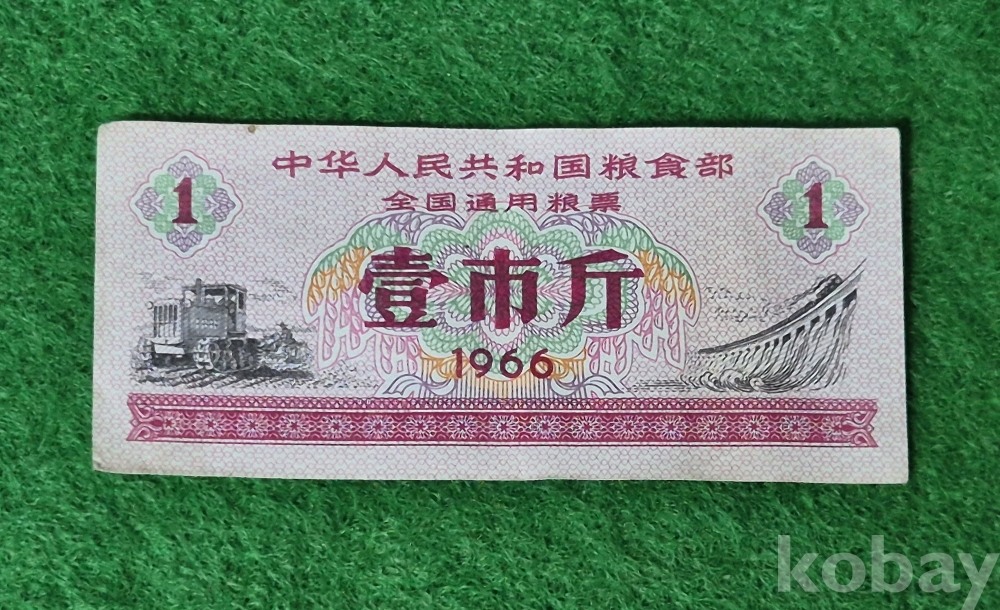 中华人民共和国粮食部
全国通用粮票
1 1
壹市斤
1966
kobay